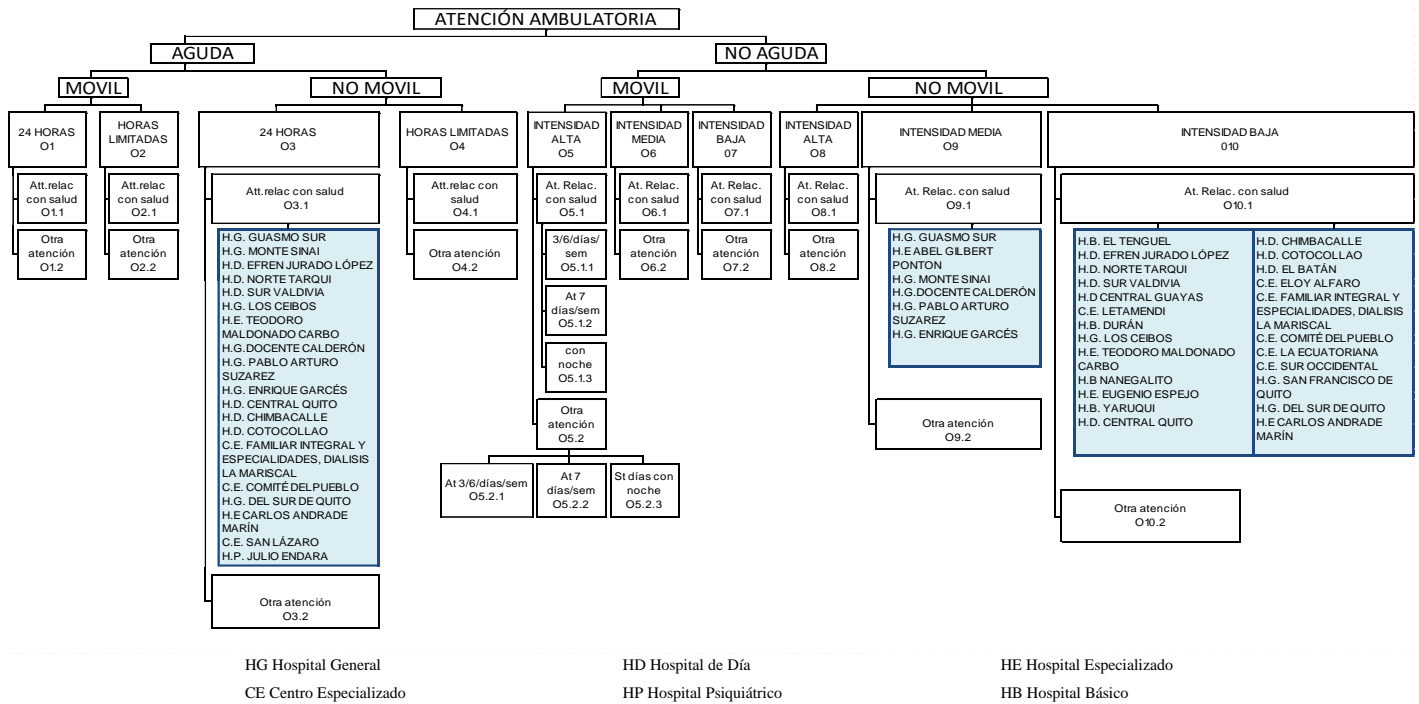 ATENCIÓN AMBULATORIA
AGUDA
NO AGUDA
MOVIL
NO MOVIL
MOVIL
NO MOVIL
24 HORAS
O1
HORAS
LIMITADAS
O2
24 HORAS
O3
HORAS LIMITADAS
O4
INTENSIDAD
ALTA
O5
INTENSIDAD
MEDIA
O6
INTENSIDAD
BAJA
07
INTENSIDAD
ALTA
O8
INTENSIDAD MEDIA
O9
INTENSIDAD BAJA
010
Att.relac
con salud
O1.1
Att.relac
con salud
O2.1
Att.relac con salud
O3.1
Att.relac con
salud
O4.1
At. Relac.
con salud
O5.1
At. Relac.
con salud
O6.1
At. Relac.
con salud
O7.1
At. Relac.
con salud
O8.1
At. Relac. con salud
O9.1
At. Relac. con salud
O10.1
Otra
atención
O1.2
Otra
atención
O2.2
H.G. GUASMO SUR
H.G. MONTE SINAI
H.D. EFREN JURADO LÓPEZ
H.D. NORTE TARQUI
H.D. SUR VALDIVIA
H.G. LOS CEIBOS
H.E. TEODORO
MALDONADO CARBO
H.G.DOCENTE CALDERÓN
H.G. PABLO ARTURO
SUZAREZ
H.G. ENRIQUE GARCÉS
H.D. CENTRAL QUITO
H.D. CHIMBACALLE
H.D. COTOCOLLAO
C.E. FAMILIAR INTEGRAL Y
ESPECIALIDADES, DIALISIS
LA MARISCAL
C.E. COMITÉ DEL PUEBLO
H.G. DEL SUR DE QUITO
H.E CARLOS ANDRADE
MARÍN
C.E. SAN LÁZARO
H.P. JULIO ENDARA
Otra atención
O3.2
Otra atención
O4.2
3/6/días/
sem
O5.1.1
At 7
días/sem
O5.1.2
con
noche
O5.1.3
Otra
atención
O5.2
At 3/6/días/sem
O5.2.1
At 7
días/sem
O5.2.2
St días con
noche
O5.2.3
Otra
atención
O6.2
Otra
atención
O7.2
Otra
atención
O8.2
H.G. GUASMO SUR
H.E ABEL GILBERT
PONTON
H.G. MONTE SINAI
H.G.DOCENTE CALDERÓN
H.G. PABLO ARTURO
SUZAREZ
H.G. ENRIQUE GARCÉS
Otra atención
O9.2
H.B. EL TENGUEL
H.D. EFREN JURADO LÓPEZ
H.D. NORTE TARQUI
H.D. SUR VALDIVIA
H.D CENTRAL GUAYAS
C.E. LETAMENDI
H.B. DURÁN
H.G. LOS CEIBOS
H.E. TEODORO MALDONADO
CARBO
H.B NANEGALITO
H.E. EUGENIO ESPEJO
H.B. YARUQUI
H.D. CENTRAL QUITO
H.D. CHIMBACALLE
H.D. COTOCOLLAO
H.D. EL BATÁN
C.E. ELOY ALFARO
C.E. FAMILIAR INTEGRAL Y
ESPECIALIDADES, DIALISIS
LA MARISCAL
C.E. COMITÉ DEL PUEBLO
C.E. LA ECUATORIANA
C.E. SUR OCCIDENTAL
H.G. SAN FRANCISCO DE
QUITO
H.G. DEL SUR DE QUITO
H.E CARLOS ANDRADE
MARÍN
Otra atención
O10.2
HG Hospital General
HD Hospital de Día
HE Hospital Especializado
CE Centro Especializado
HP Hospital Psiquiátrico
HB Hospital Básico